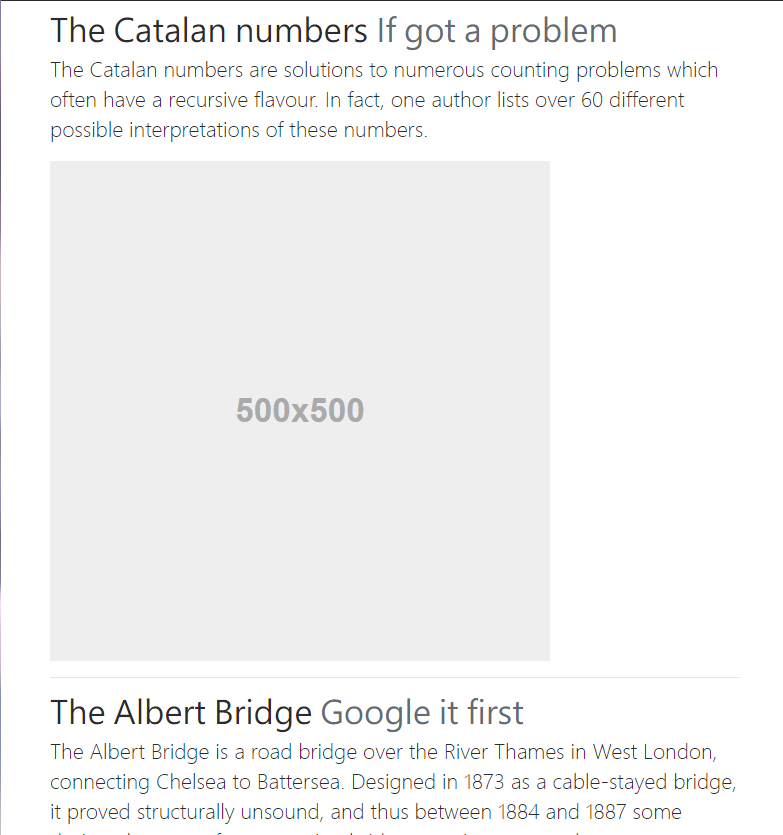 The Catalan numbers If got a problem
The Catalan numbers are solutions to numerous counting problems which
often have a recursive flavour. In fact, one author lists over 60 different
possible interpretations of these numbers.
500x500
The Albert Bridge Google it first
The Albert Bridge is a road bridge over the River Thames in West London,
connecting Chelsea to Battersea. Designed in 1873 as a cable-stayed bridge,
it proved structurally unsound, and thus between 1884 and 1887 some